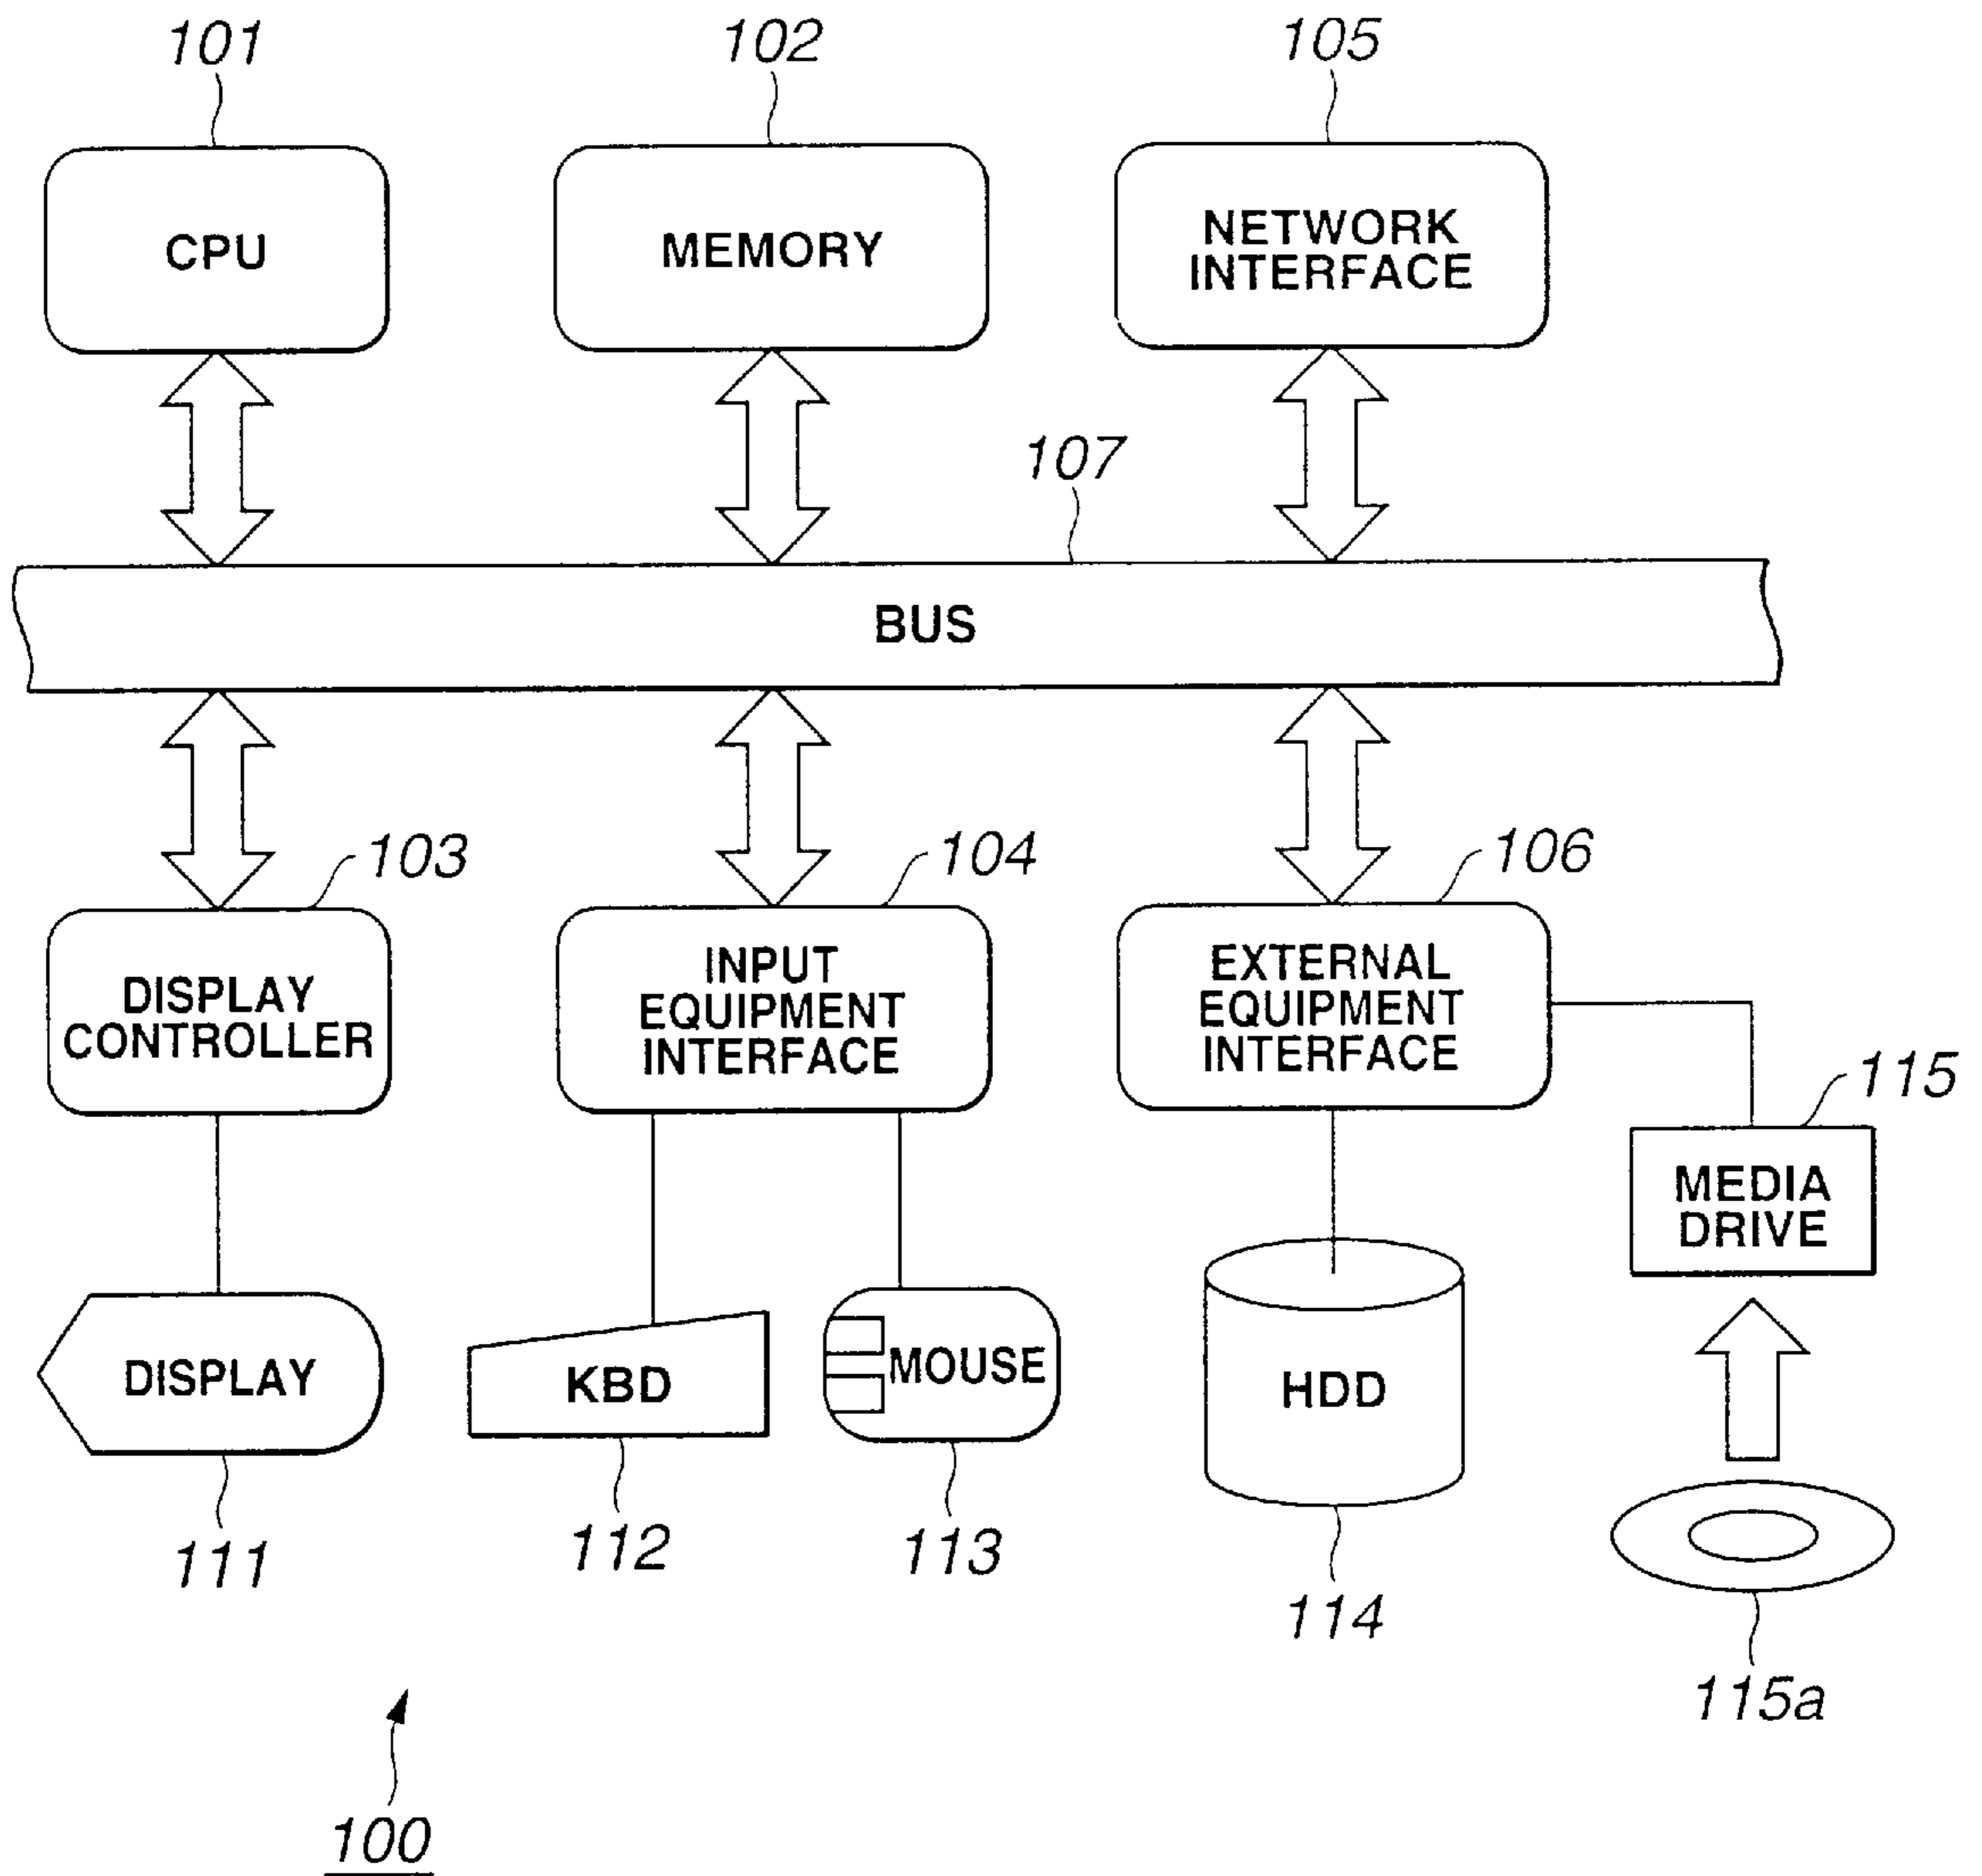 101
102
105
CPU
MEMORY
NETWORK
INTERFACE
107
BUS
103
104
106
DISPLAY
CONTROLLER
INPUT
EQUIPMENT
INTERFACE
EXTERNAL
EQUIPMENT
INTERFACE
115
MEDIA
DRIVE
DISPLAY
KBD
MOUSE
HDD
111
112
113
114
115a
100